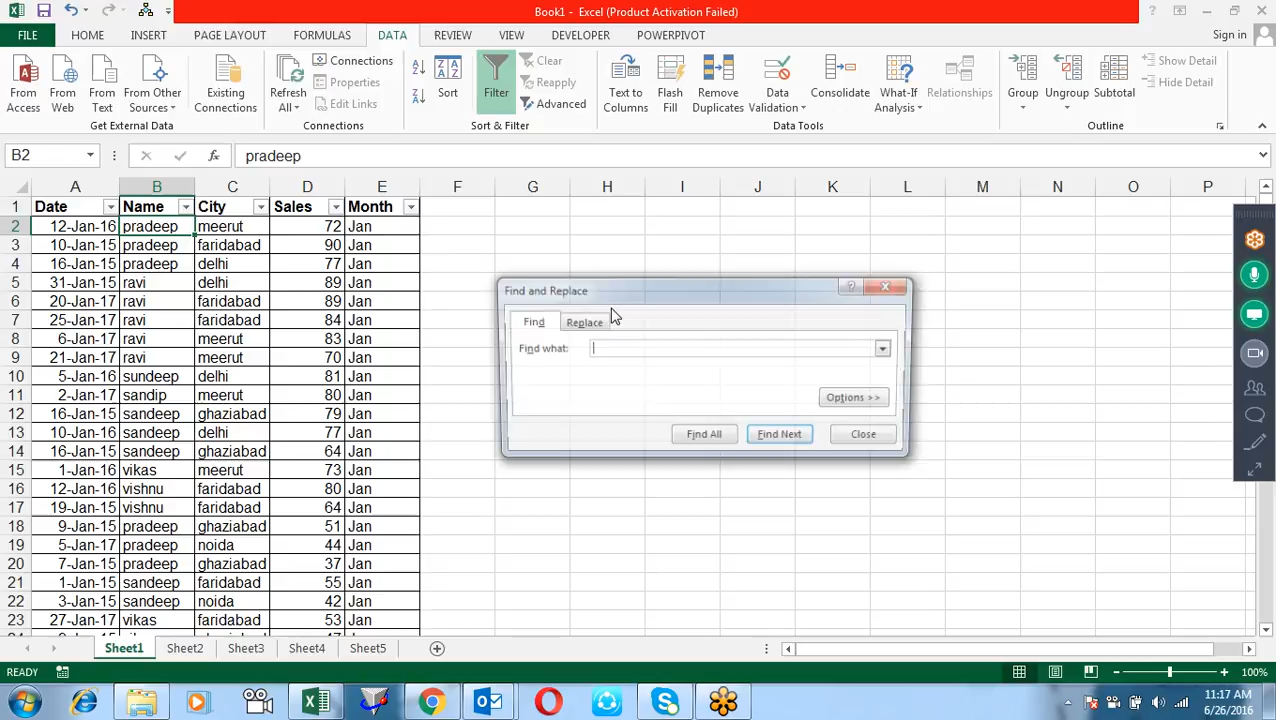 Book1 - Excel (Product Activation Failed)
FILE HOME INSERT PAGE LAYOUT FORMULAS DATA REVIEW VIEW DEVELOPER POWERPIVOT Sign in
From Access
From Web
From Text
From Other Sources
Existing Connections
Get External Data
Refresh All
Connections
Properties
Edit Links
Connections
Sort
Filter
Clear
Reapply
Advanced
Sort & Filter
Text to Columns
Flash Fill
Remove Duplicates
Data Validation
Consolidate
What-If Analysis
Relationships
Data Tools
Group
Ungroup
Subtotal
Show Detail
Hide Detail
Outline
B2 fx pradeep
A B C D E F G H I J K L M N O P
1 Date Name City Sales Month
2 12-Jan-16 pradeep meerut 72 Jan
3 10-Jan-15 pradeep faridabad 90 Jan
4 16-Jan-15 pradeep delhi 77 Jan
5 31-Jan-15 ravi delhi 89 Jan
6 20-Jan-17 ravi faridabad 89 Jan
7 25-Jan-17 ravi faridabad 84 Jan
8 6-Jan-17 ravi meerut 83 Jan
9 21-Jan-17 ravi meerut 70 Jan
10 5-Jan-16 sundeep delhi 81 Jan
11 2-Jan-17 sandip meerut 80 Jan
12 16-Jan-15 sandeep ghaziabad 79 Jan
13 10-Jan-16 sandeep delhi 77 Jan
14 16-Jan-15 sandeep ghaziabad 64 Jan
15 1-Jan-16 vikas meerut 73 Jan
16 12-Jan-16 vishnu faridabad 80 Jan
17 19-Jan-15 vishnu faridabad 64 Jan
18 9-Jan-15 pradeep ghaziabad 51 Jan
19 5-Jan-17 pradeep noida 44 Jan
20 7-Jan-15 pradeep ghaziabad 37 Jan
21 1-Jan-15 sandeep faridabad 55 Jan
22 3-Jan-15 sandeep noida 42 Jan
23 27-Jan-17 vikas faridabad 53 Jan
Find and Replace
Find Replace
Find what:
Options >>
Find All Find Next Close
Sheet1 Sheet2 Sheet3 Sheet4 Sheet5
READY 100%
11:17 AM
6/26/2016